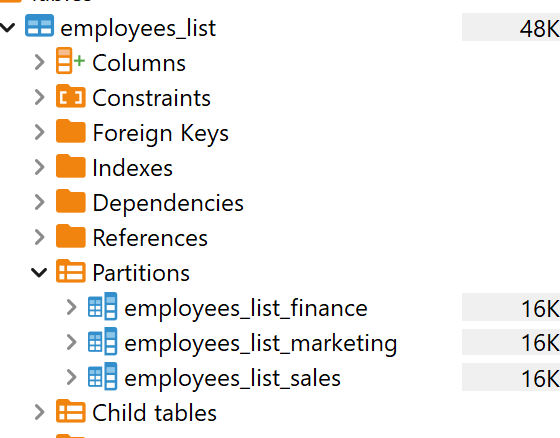 employees_list 48K
Columns
Constraints
Foreign Keys
Indexes
Dependencies
References
Partitions
employees_list_finance 16K
employees_list_marketing 16K
employees_list_sales 16K
Child tables